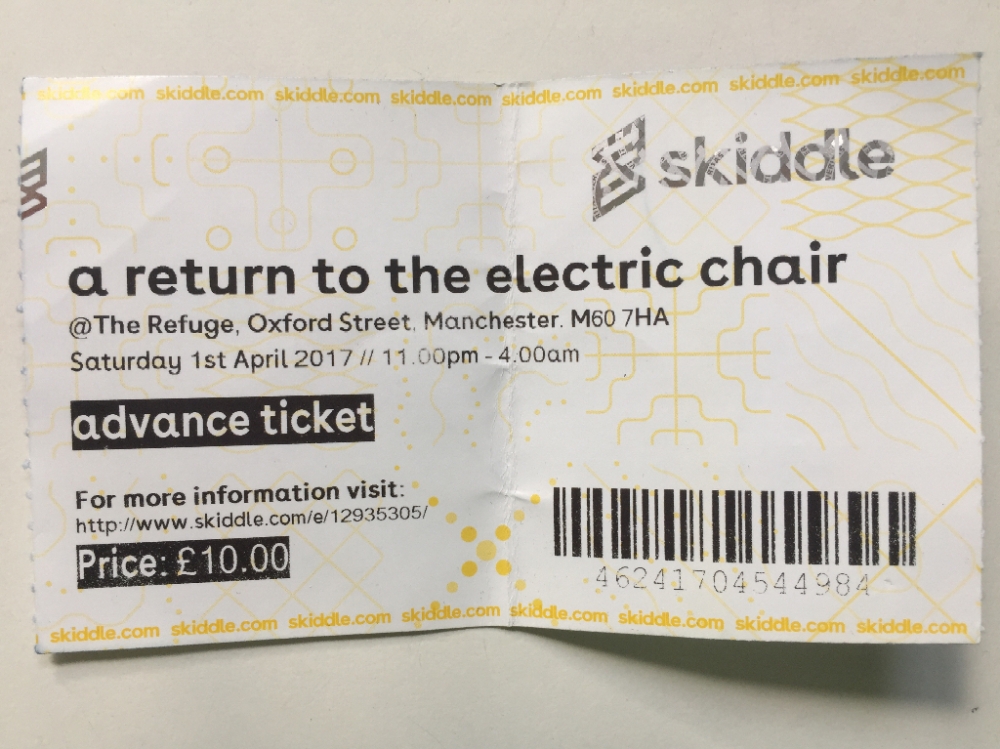 skiddle.com skiddle.com skiddle.com skiddle.com skiddle.com skiddle.com skiddle.com skiddle.com
skiddle
a return to the electric chair
@The Refuge, Oxford Street, Manchester. M60 7HA
Saturday 1st April 2017 // 11.00pm - 4.00am
advance ticket
For more information visit:
http://www.skiddle.com/e/12935305/
Price: £10.00
46241704544984
skiddle.com skiddle.com skiddle.com skiddle.com skiddle.com skiddle.com skiddle.com skiddle.com